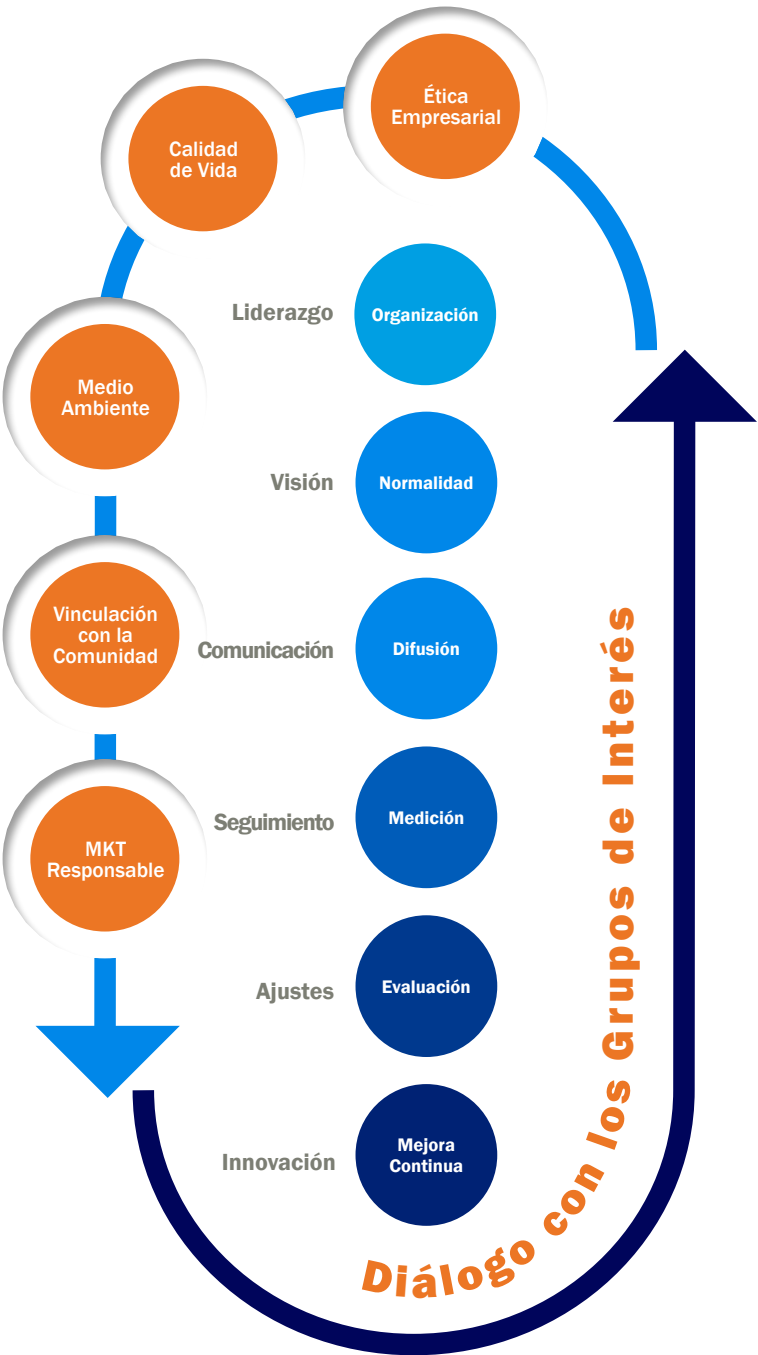 Ética
Empresarial
Calidad
de Vida
Medio
Ambiente
Vinculación
con la
Comunidad
MKT
Responsable
Liderazgo
Organización
Visión
Normalidad
Comunicación
Difusión
Seguimiento
Medición
Ajustes
Evaluación
Innovación
Mejora
Continua
Diálogo con los Grupos de Interés